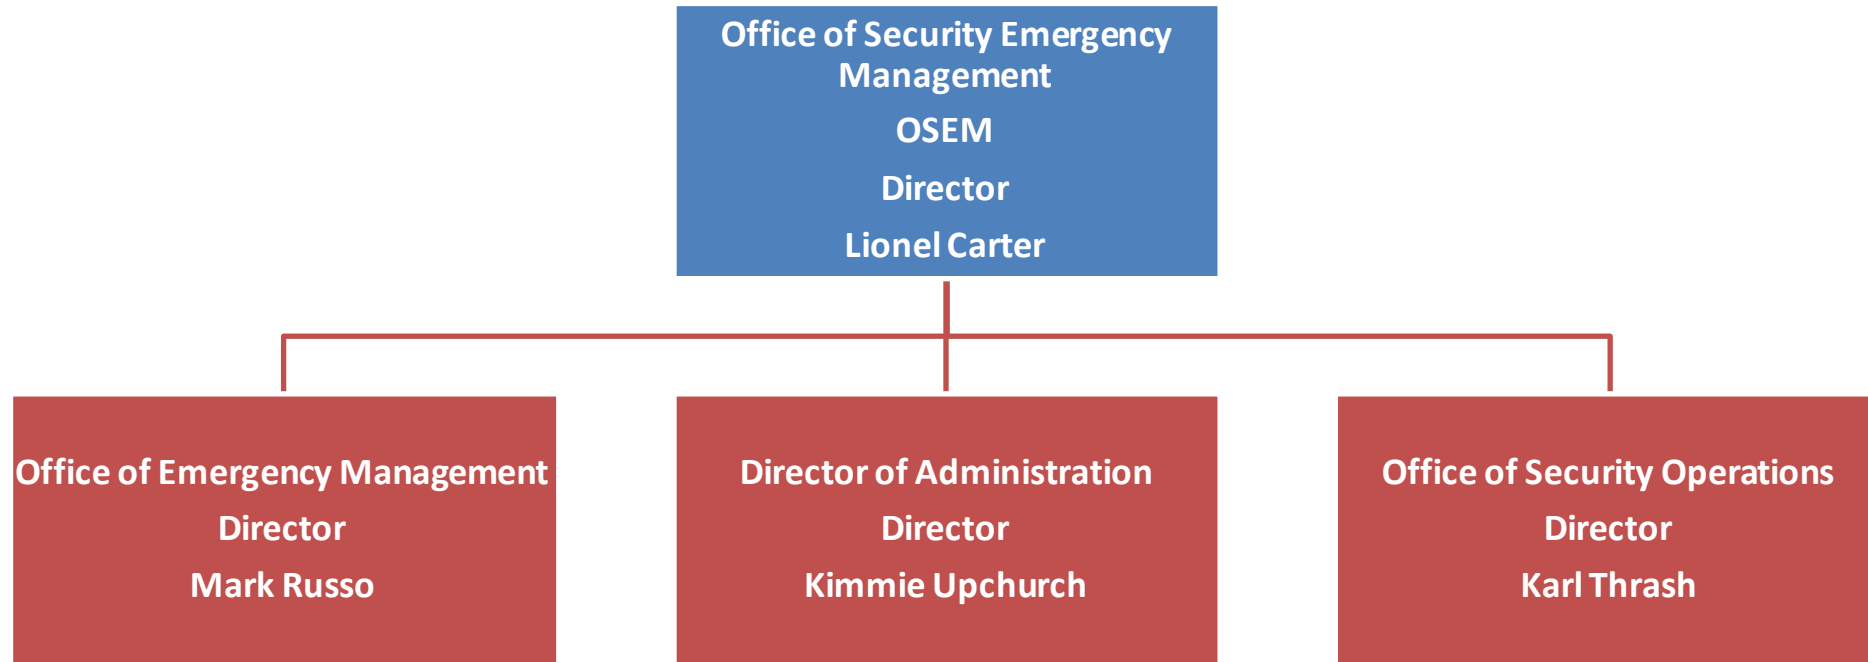 Office of Security Emergency
Management
OSEM
Director
Lionel Carter
Office of Emergency Management
Director
Mark Russo
Director of Administration
Director
Kimmie Upchurch
Office of Security Operations
Director
Karl Thrash